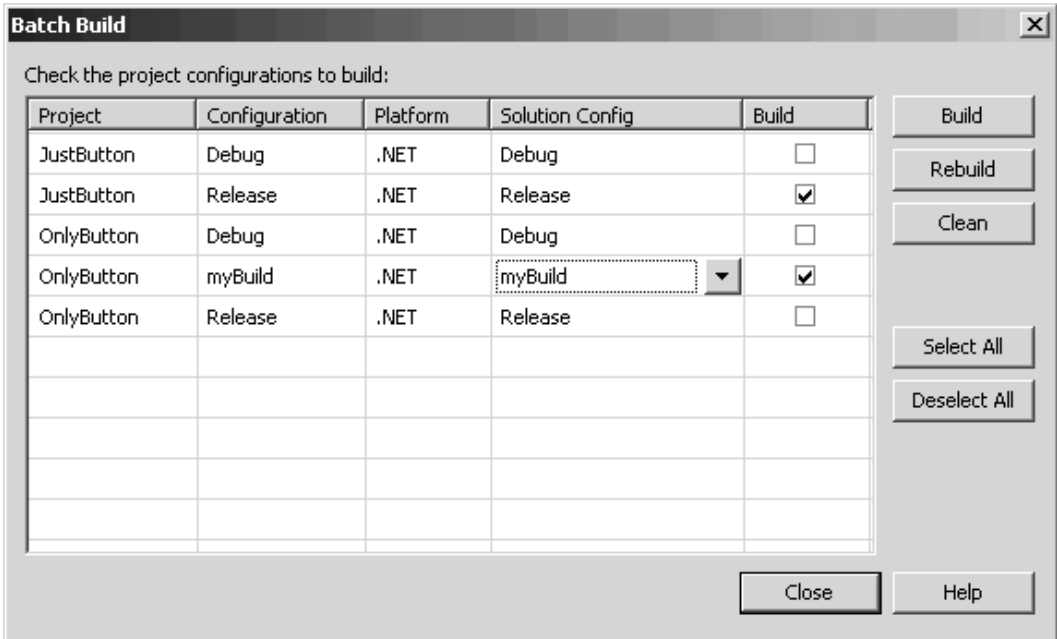 Batch Build
Check the project configurations to build:
Project Configuration Platform Solution Config Build
JustButton Debug .NET Debug
JustButton Release .NET Release
OnlyButton Debug .NET Debug
OnlyButton myBuild .NET myBuild
OnlyButton Release .NET Release
Build
Rebuild
Clean
Select All
Deselect All
Close Help